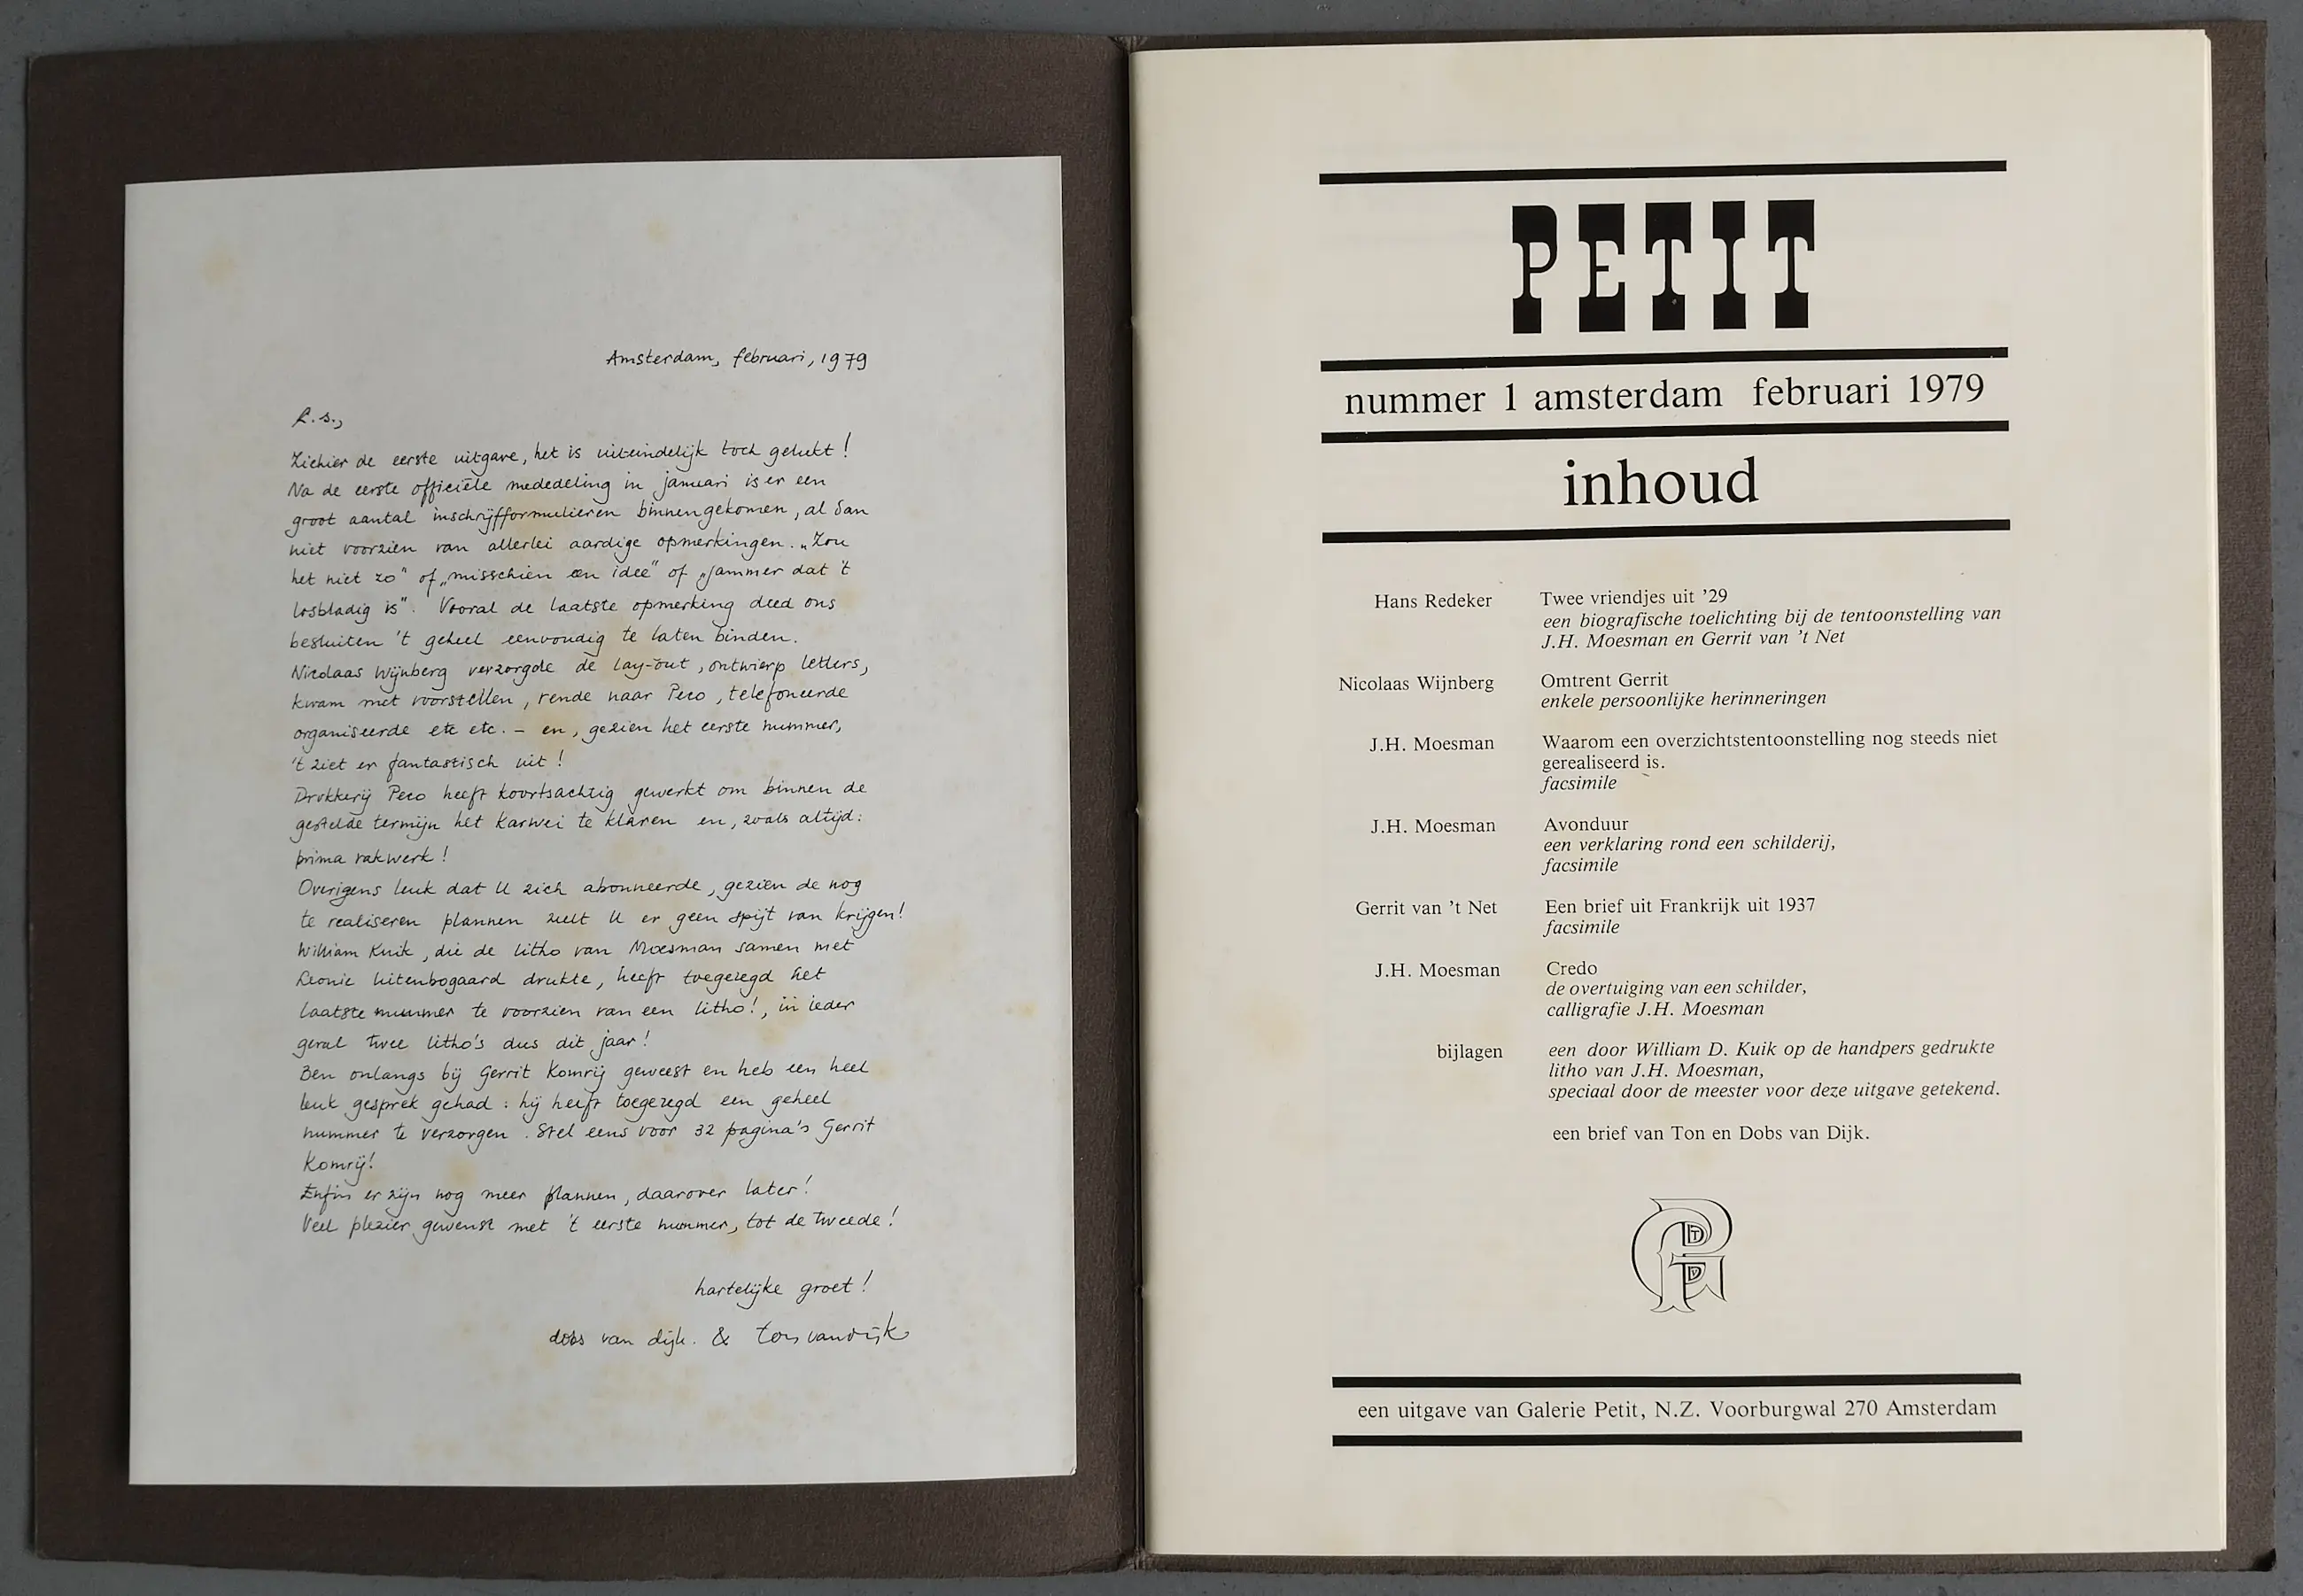 Amsterdam, februari, 1979
L.S.,
Ziehier de eerste uitgave, het is uiteindelijk toch gelukt!
Na de eerste officiële mededeling in januari is er een
groot aantal inschrijfformulieren binnengekomen, al dan
niet voorzien van allerlei aardige opmerkingen. „Zou
het niet zo" of „misschien een idee" of „jammer dat 't
losbladig is". Vooral de laatste opmerking deed ons
besluiten 't geheel eenvoudig te laten binden.
Nicolaas Wijnberg verzorgde de lay-out, ontwierp letters,
kwam met voorstellen, rende naar Peco, telefoneerde
organiseerde etc etc. - en, gezien het eerste nummer,
't ziet er fantastisch uit!
Drukkerij Peco heeft koortsachtig gewerkt om binnen de
gestelde termijn het karwei te klaren en, zoals altijd:
prima vakwerk!
Overigens leuk dat U zich abonneerde, gezien de nog
te realiseren plannen zult U er geen spijt van krijgen!
William Kuik, die de litho van Moesman samen met
Leonie Uitenbogaard drukte, heeft toegezegd het
laatste nummer te voorzien van een litho!, in ieder
geval twee litho's dus dit jaar!
Ben onlangs bij Gerrit Komrij geweest en heb een heel
leuk gesprek gehad: hij heeft toegezegd een geheel
nummer te verzorgen. Stel eens voor 32 pagina's Gerrit
Komrij!
Enfin er zijn nog meer plannen, daarover later!
Veel plezier gewenst met 't eerste nummer, tot de tweede!
hartelijke groet!
dobs van dijk. & ton van dijk
PETIT
nummer 1 amsterdam februari 1979
inhoud
Hans Redeker Twee vriendjes uit '29
een biografische toelichting bij de tentoonstelling van
J.H. Moesman en Gerrit van 't Net
Nicolaas Wijnberg Omtrent Gerrit
enkele persoonlijke herinneringen
J.H. Moesman Waarom een overzichtstentoonstelling nog steeds niet
gerealiseerd is.
facsimile
J.H. Moesman Avonduur
een verklaring rond een schilderij,
facsimile
Gerrit van 't Net Een brief uit Frankrijk uit 1937
facsimile
J.H. Moesman Credo
de overtuiging van een schilder,
calligrafie J.H. Moesman
bijlagen een door William D. Kuik op de handpers gedrukte
litho van J.H. Moesman,
speciaal door de meester voor deze uitgave getekend.
een brief van Ton en Dobs van Dijk.
een uitgave van Galerie Petit, N.Z. Voorburgwal 270 Amsterdam